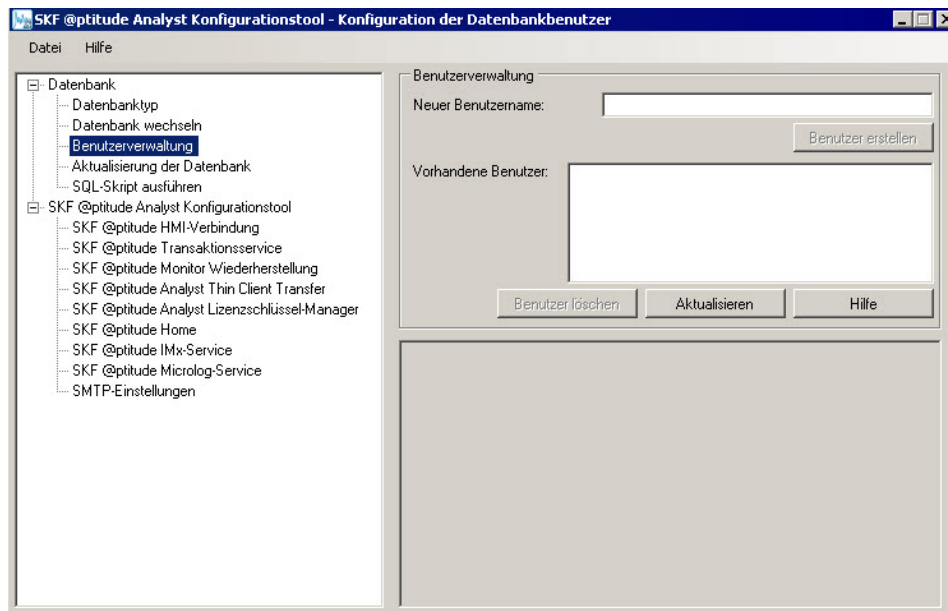 SKF @ptitude Analyst Konfigurationstool - Konfiguration der Datenbankbenutzer
Datei Hilfe
Datenbank
Datenbanktyp
Datenbank wechseln
Benutzerverwaltung
Aktualisierung der Datenbank
SQL-Skript ausführen
SKF @ptitude Analyst Konfigurationstool
SKF @ptitude HMI-Verbindung
SKF @ptitude Transaktionsservice
SKF @ptitude Monitor Wiederherstellung
SKF @ptitude Analyst Thin Client Transfer
SKF @ptitude Analyst Lizenzschlüssel-Manager
SKF @ptitude Home
SKF @ptitude IMx-Service
SKF @ptitude Microlog-Service
SMTP-Einstellungen
Benutzerverwaltung
Neuer Benutzername:
Benutzer erstellen
Vorhandene Benutzer:
Benutzer löschen Aktualisieren Hilfe